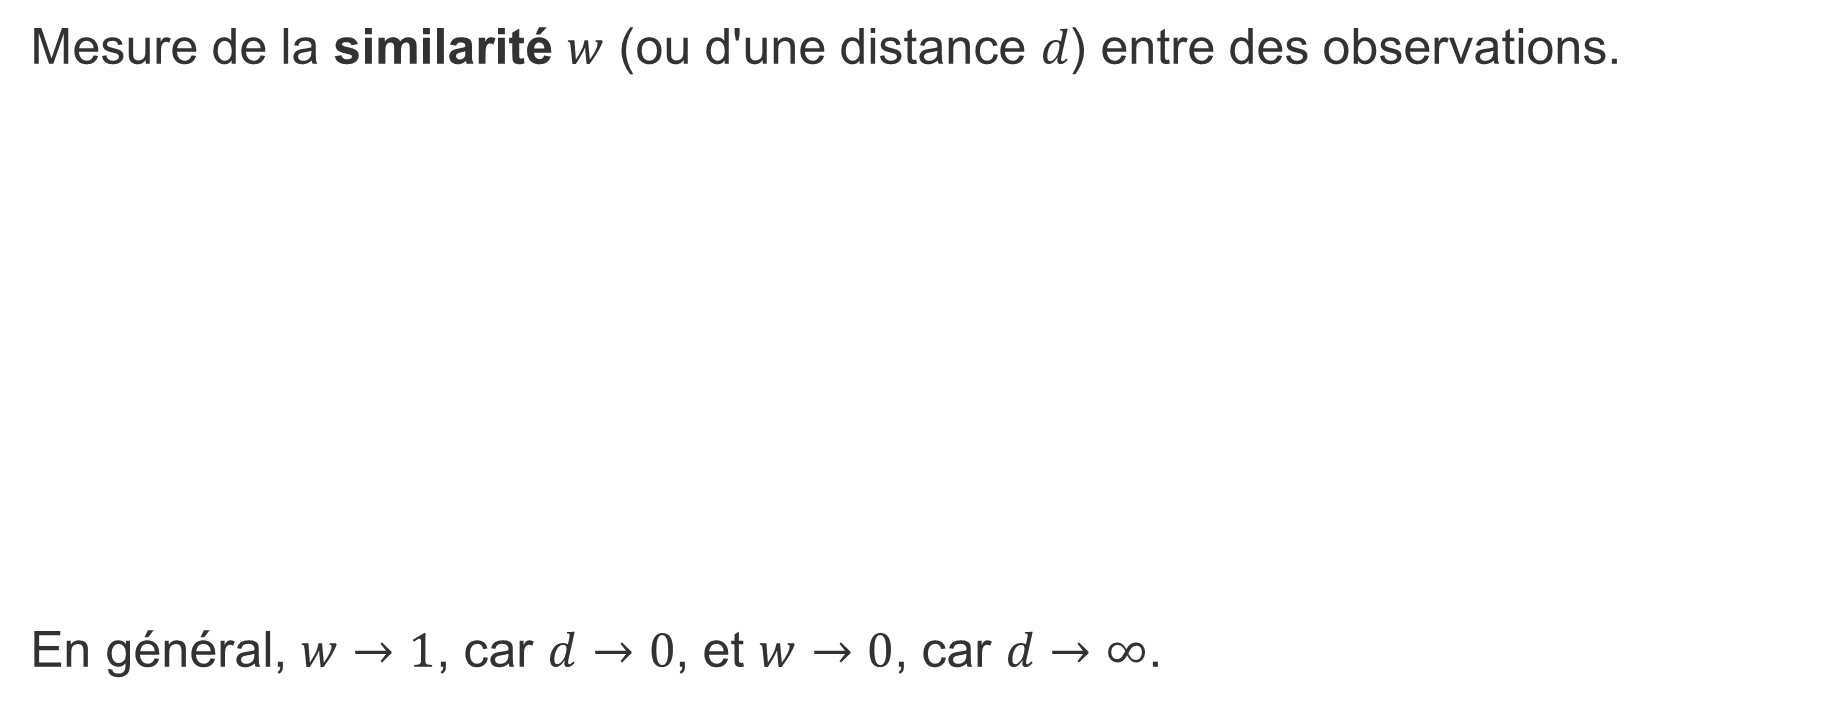 Mesure de la similarité w (ou d'une distance d) entre des observations.
En général, w → 1, car d → 0, et w → 0, car d → ∞.